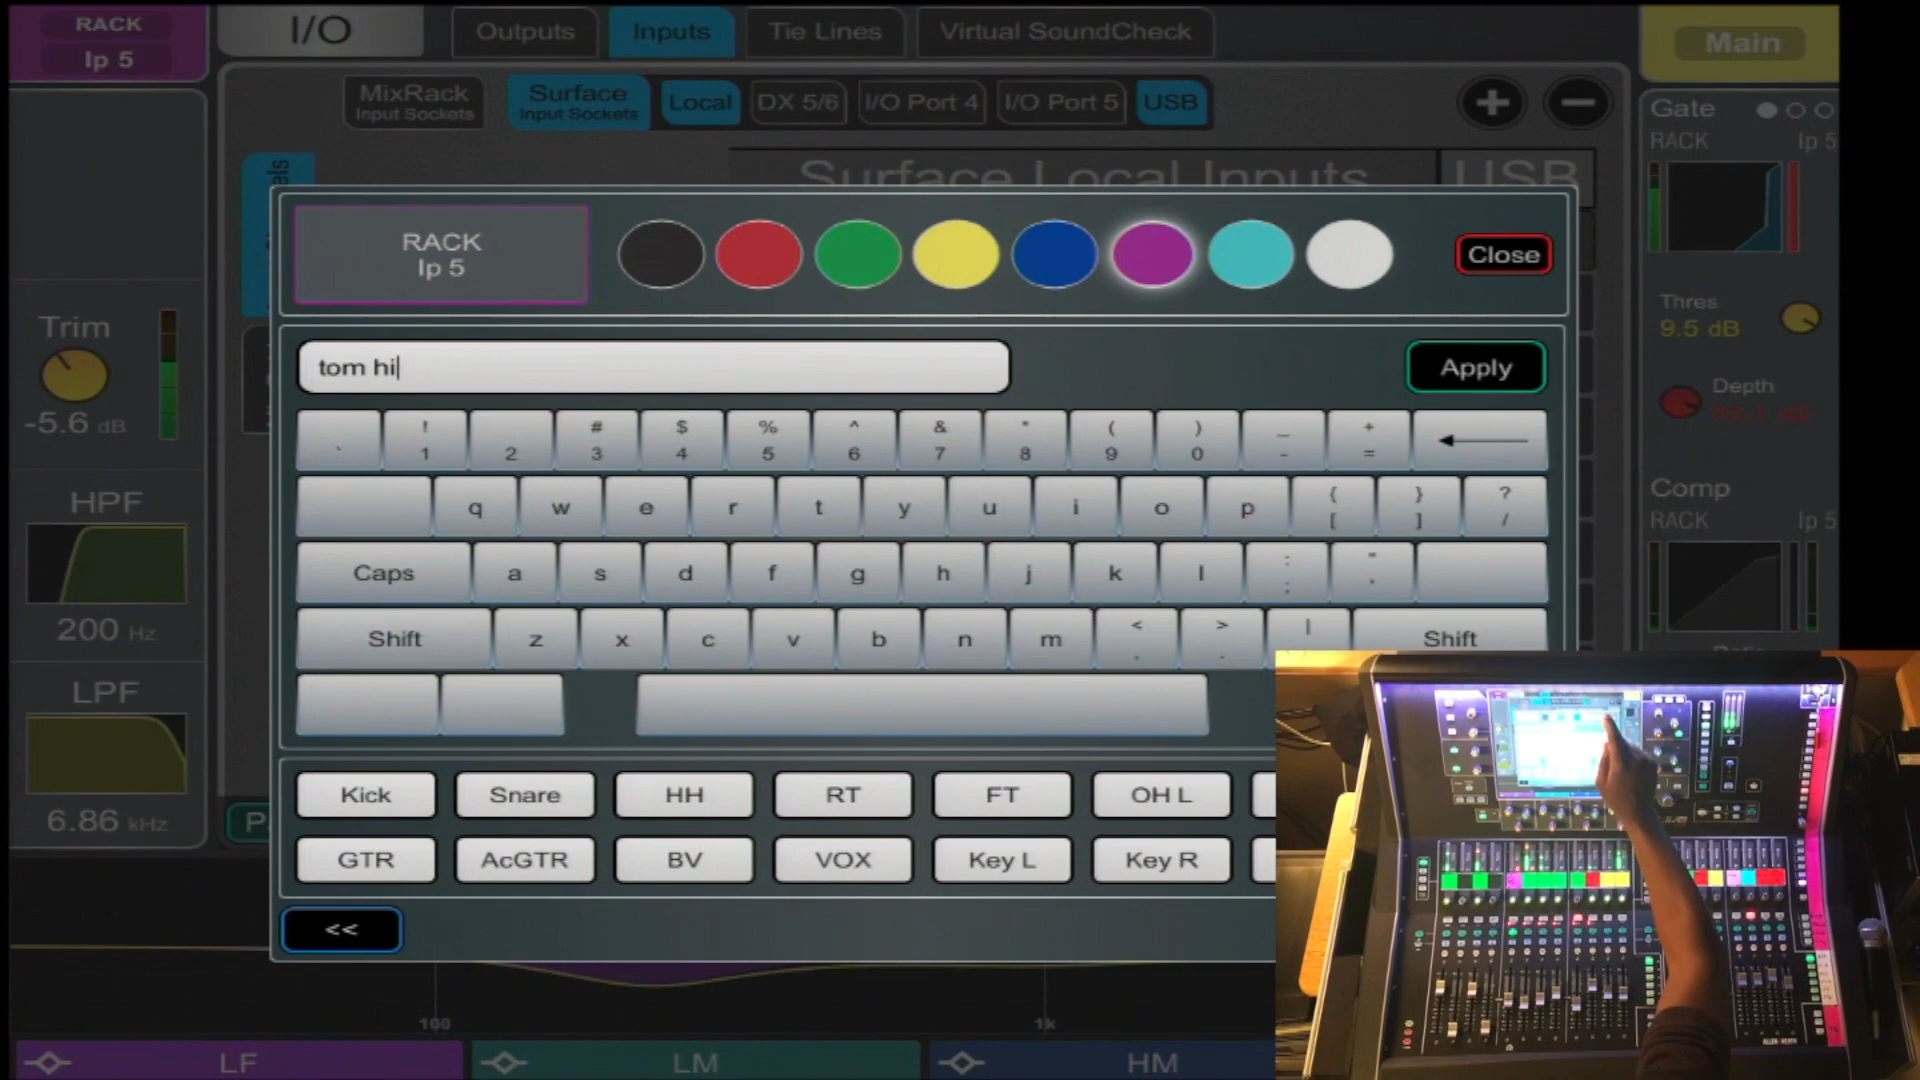 RACK
Ip 5
I/O
Outputs
Inputs
Tie Lines
Virtual SoundCheck
Main
MixRack
Input Sockets
Surface
Input Sockets
Local
DX 5/6
I/O Port 4
I/O Port 5
USB
Surface Local Inputs
USB
Gate
RACK
Ip 5
Thres
9.5 dB
Depth
Comp
RACK
Ip 5
Trim
-5.6 dB
HPF
200 Hz
LPF
6.86 kHz
RACK
Ip 5
Close
tom hi
Apply
` ! 1 2 # 3 $ 4 % 5 ^ 6 & 7 * 8 ( 9 ) 0 _ - + =
q w e r t y u i o p { [ } ] ? /
Caps a s d f g h j k l : ; " '
Shift z x c v b n m < , > . | Shift
Kick
Snare
HH
RT
FT
OH L
GTR
AcGTR
BV
VOX
Key L
Key R
<<
100
1k
LF
LM
HM
ALLEN&HEATH